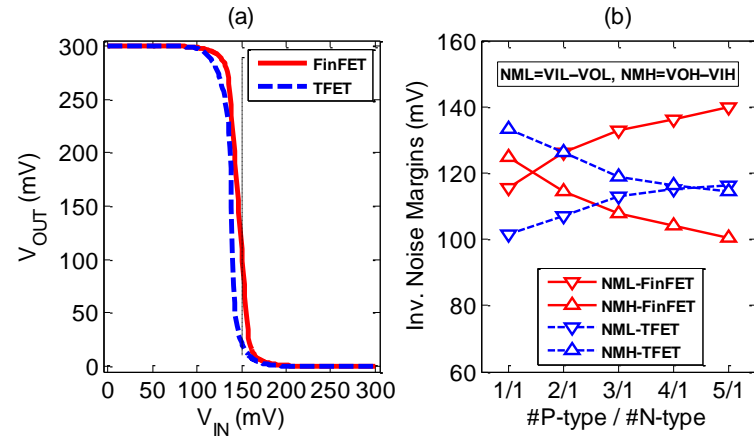 (a)
300
250
200
150
100
50
0
0 50 100 150 200 250 300
V_OUT (mV)
V_IN (mV)
FinFET
TFET
(b)
160
140
120
100
80
60
1/1 2/1 3/1 4/1 5/1
Inv. Noise Margins (mV)
#P-type / #N-type
NML=VIL–VOL, NMH=VOH–VIH
NML-FinFET
NMH-FinFET
NML-TFET
NMH-TFET